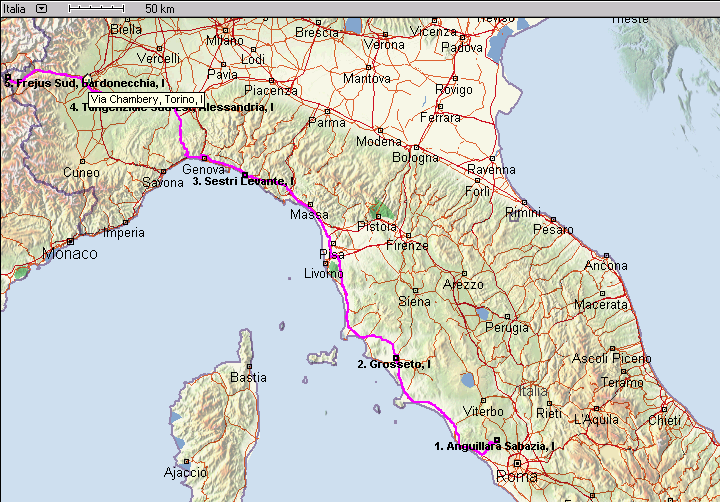 Italia
50 km
Biella
Brescia
Vicenza
Treviso
Trieste
Milano
Verona
Padova
Vercelli
Lodi
Pavia
Mantova
Piacenza
Rovigo
5. Frejus Sud, Bardonecchia, I
Via Chambery, Torino, I
4. Tangenziale Sud-Est Alessandria, I
Parma
Ferrara
Modena
Bologna
Cuneo
Genova
Ravenna
Savona
3. Sestri Levante, I
Forlì
Massa
Rimini
Imperia
Pistoia
Pesaro
Monaco
Pisa
Firenze
Livorno
Ancona
Arezzo
Siena
Macerata
Perugia
2. Grosseto, I
Ascoli Piceno
Bastia
Teramo
Italia
Viterbo
Rieti
L'Aquila
Chieti
1. Anguillara Sabazia, I
Ajaccio
Roma